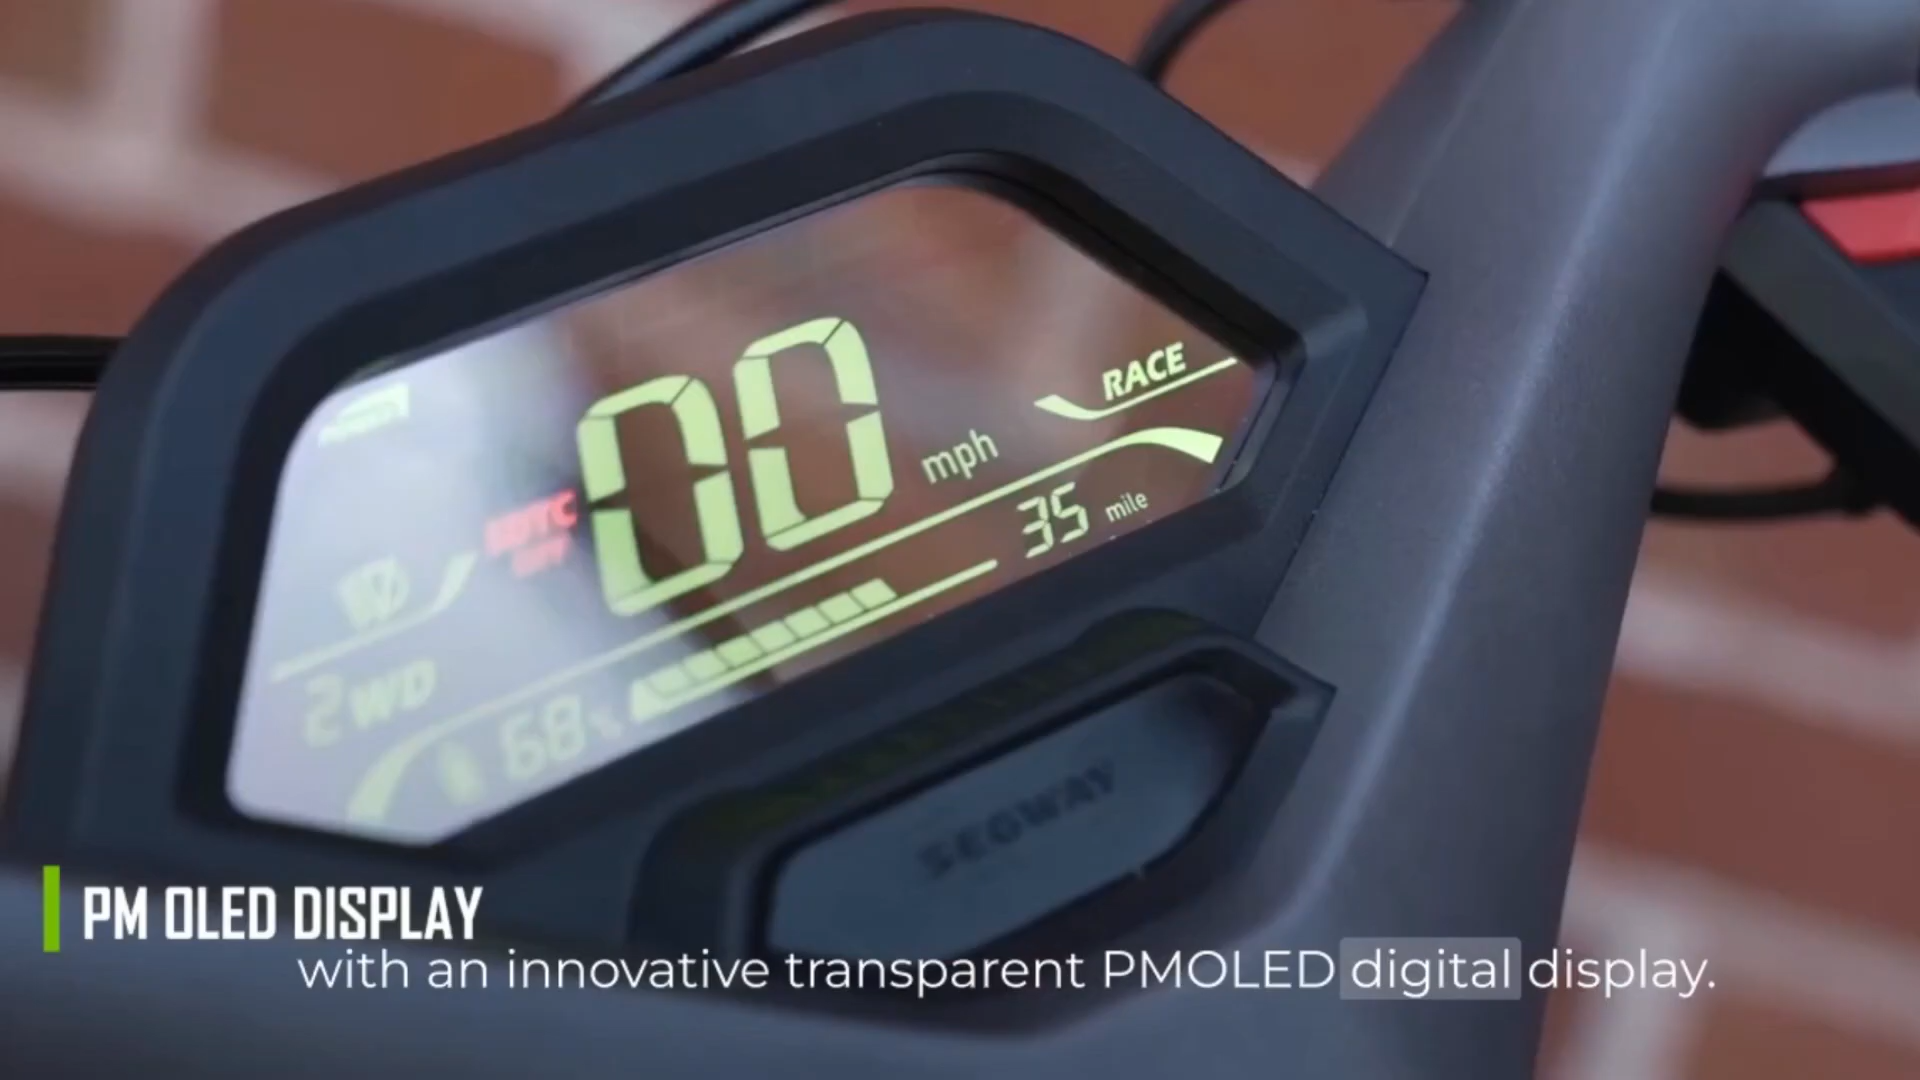 RACE
00 mph
35 mile
2WD
68%
SEGWAY
PM OLED DISPLAY
with an innovative transparent PMOLED digital display.